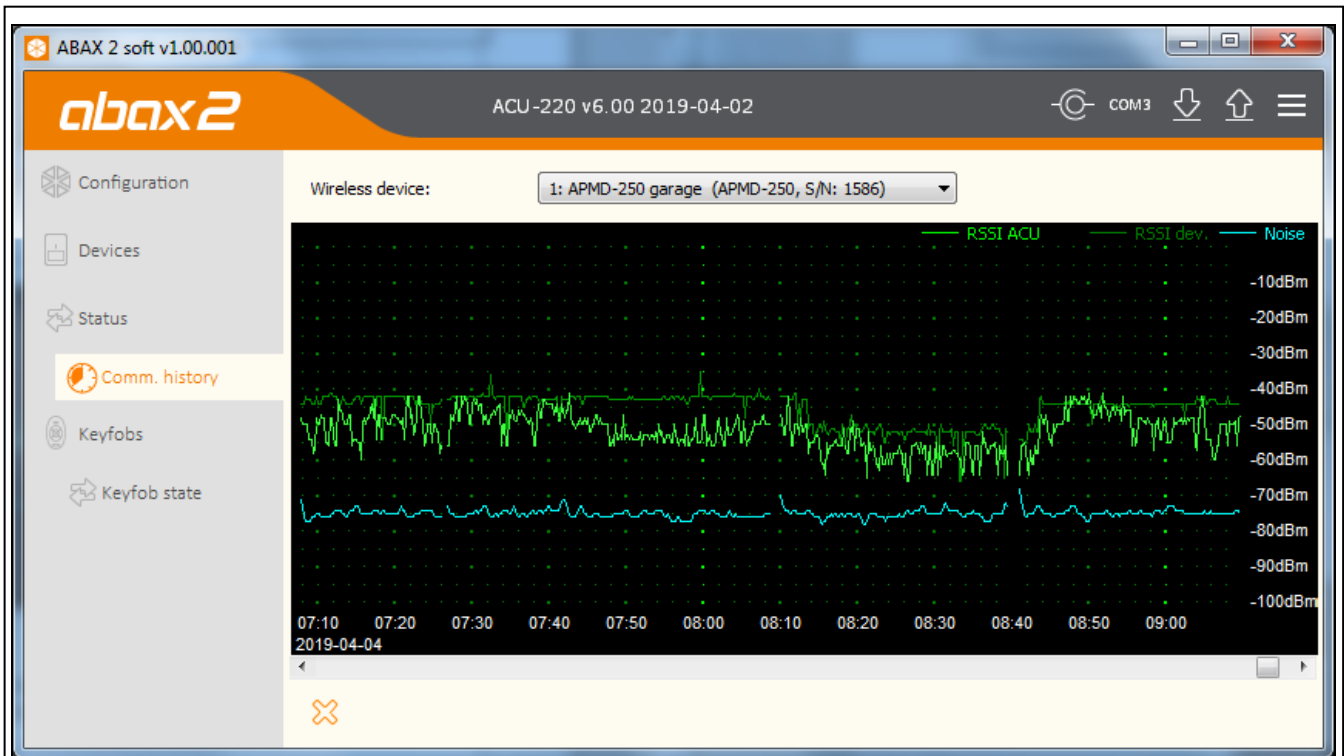 ABAX 2 soft v1.00.001
abax2
ACU-220 v6.00 2019-04-02
COM3
Configuration
Devices
Status
Comm. history
Keyfobs
Keyfob state
Wireless device:
1: APMD-250 garage (APMD-250, S/N: 1586)
RSSI ACU
RSSI dev.
Noise
-10dBm
-20dBm
-30dBm
-40dBm
-50dBm
-60dBm
-70dBm
-80dBm
-90dBm
-100dBm
07:10 07:20 07:30 07:40 07:50 08:00 08:10 08:20 08:30 08:40 08:50 09:00
2019-04-04